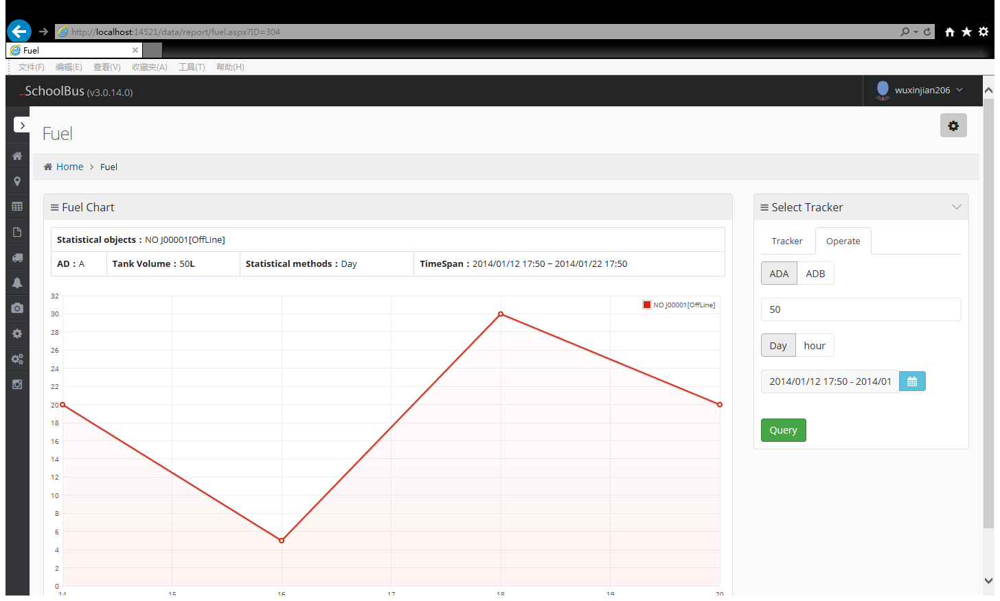 http://localhost:14521/data/report/fuel.aspx?ID=304
Fuel
文件(F) 编辑(E) 查看(V) 收藏夹(A) 工具(T) 帮助(H)
...SchoolBus (v3.0.14.0)
wuxinjian206
Fuel
Home > Fuel
Fuel Chart
Statistical objects：NO J00001[OffLine]
AD：A
Tank Volume：50L
Statistical methods：Day
TimeSpan：2014/01/12 17:50 ~ 2014/01/22 17:50
NO J00001[OffLine]
32
30
28
26
24
22
20
18
16
14
12
10
8
6
4
2
0
14 15 16 17 18 19 20
Select Tracker
Tracker Operate
ADA ADB
50
Day hour
2014/01/12 17:50 - 2014/01
Query